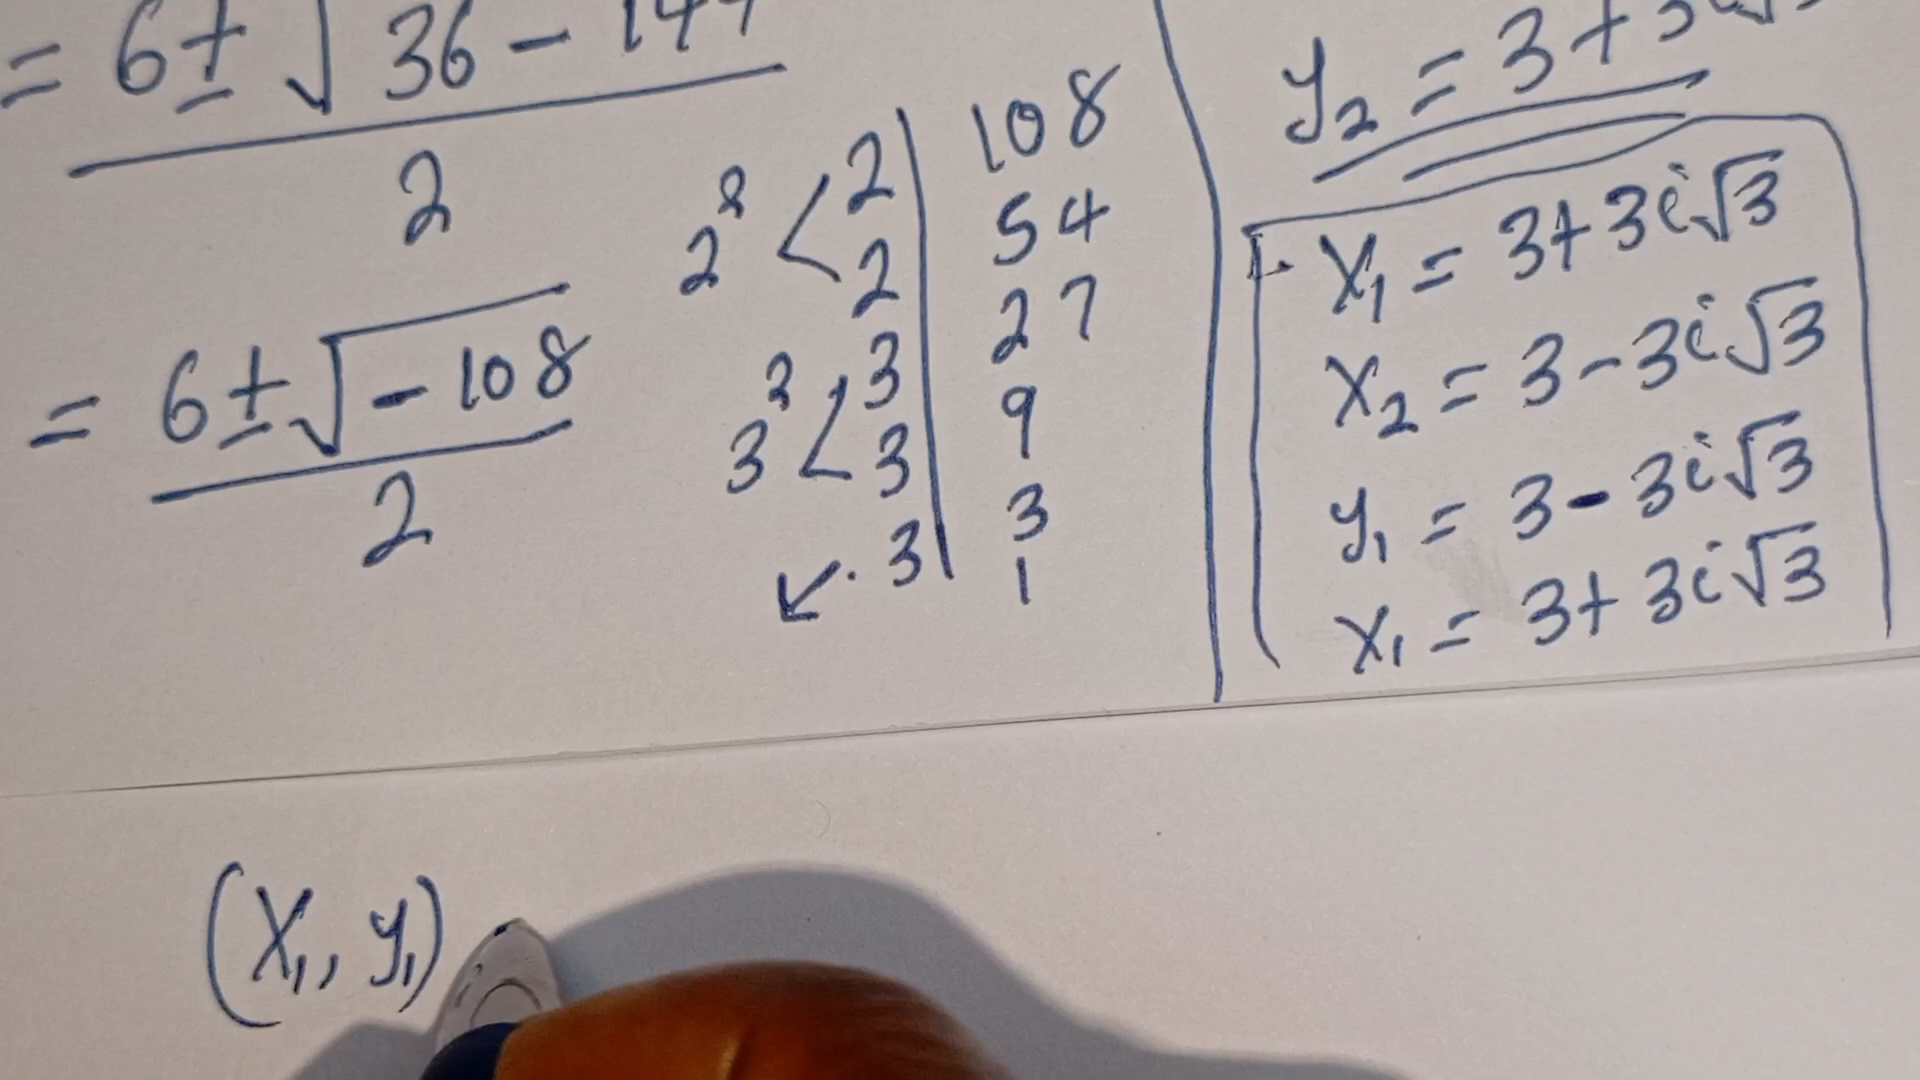 = 6 ± √36 - 144
2
= 6 ± √-108
2
2² < 2 | 108
2 | 54
27
3² < 3
3 | 9
. 3 | 3
1
y₂ = 3 + 3i√3
x₁ = 3 + 3i√3
x₂ = 3 - 3i√3
y₁ = 3 - 3i√3
x₁ = 3 + 3i√3
(x₁, y₁)